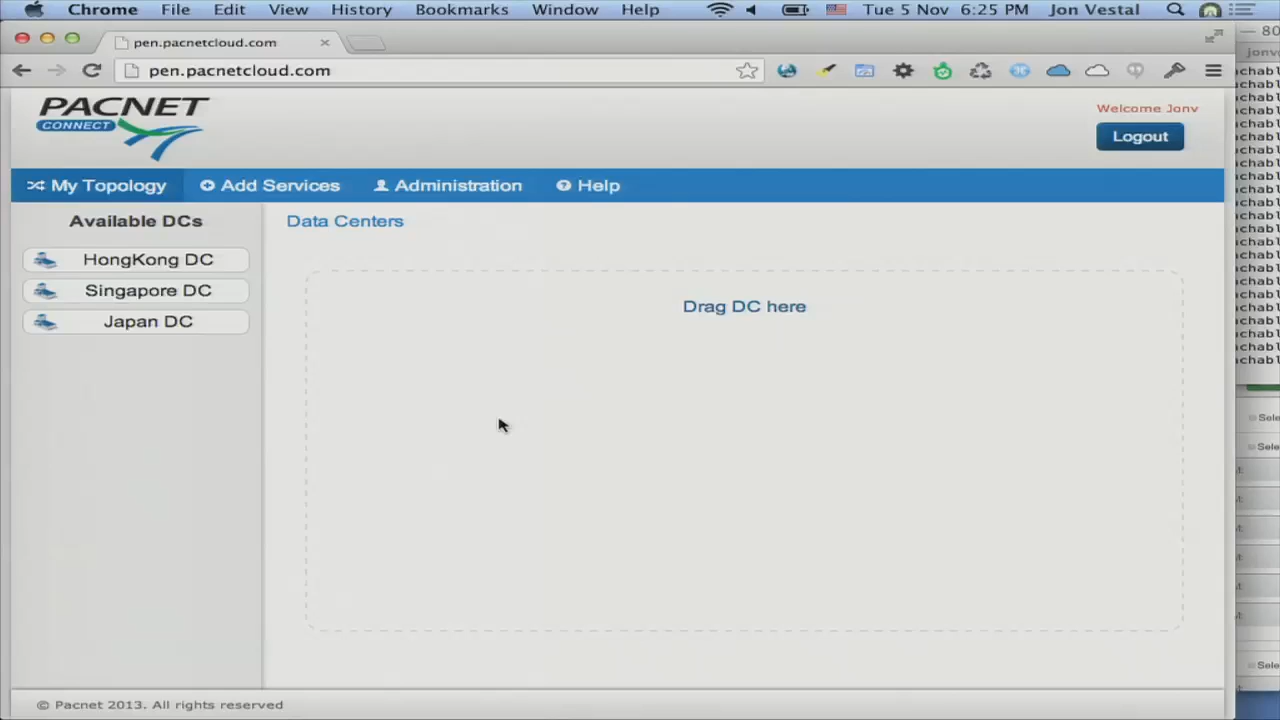 Chrome File Edit View History Bookmarks Window Help Tue 5 Nov 6:25 PM Jon Vestal
pen.pacnetcloud.com
pen.pacnetcloud.com
PACNET
CONNECT
Welcome Jonv
Logout
My Topology Add Services Administration Help
Available DCs
HongKong DC
Singapore DC
Japan DC
Data Centers
Drag DC here
© Pacnet 2013. All rights reserved